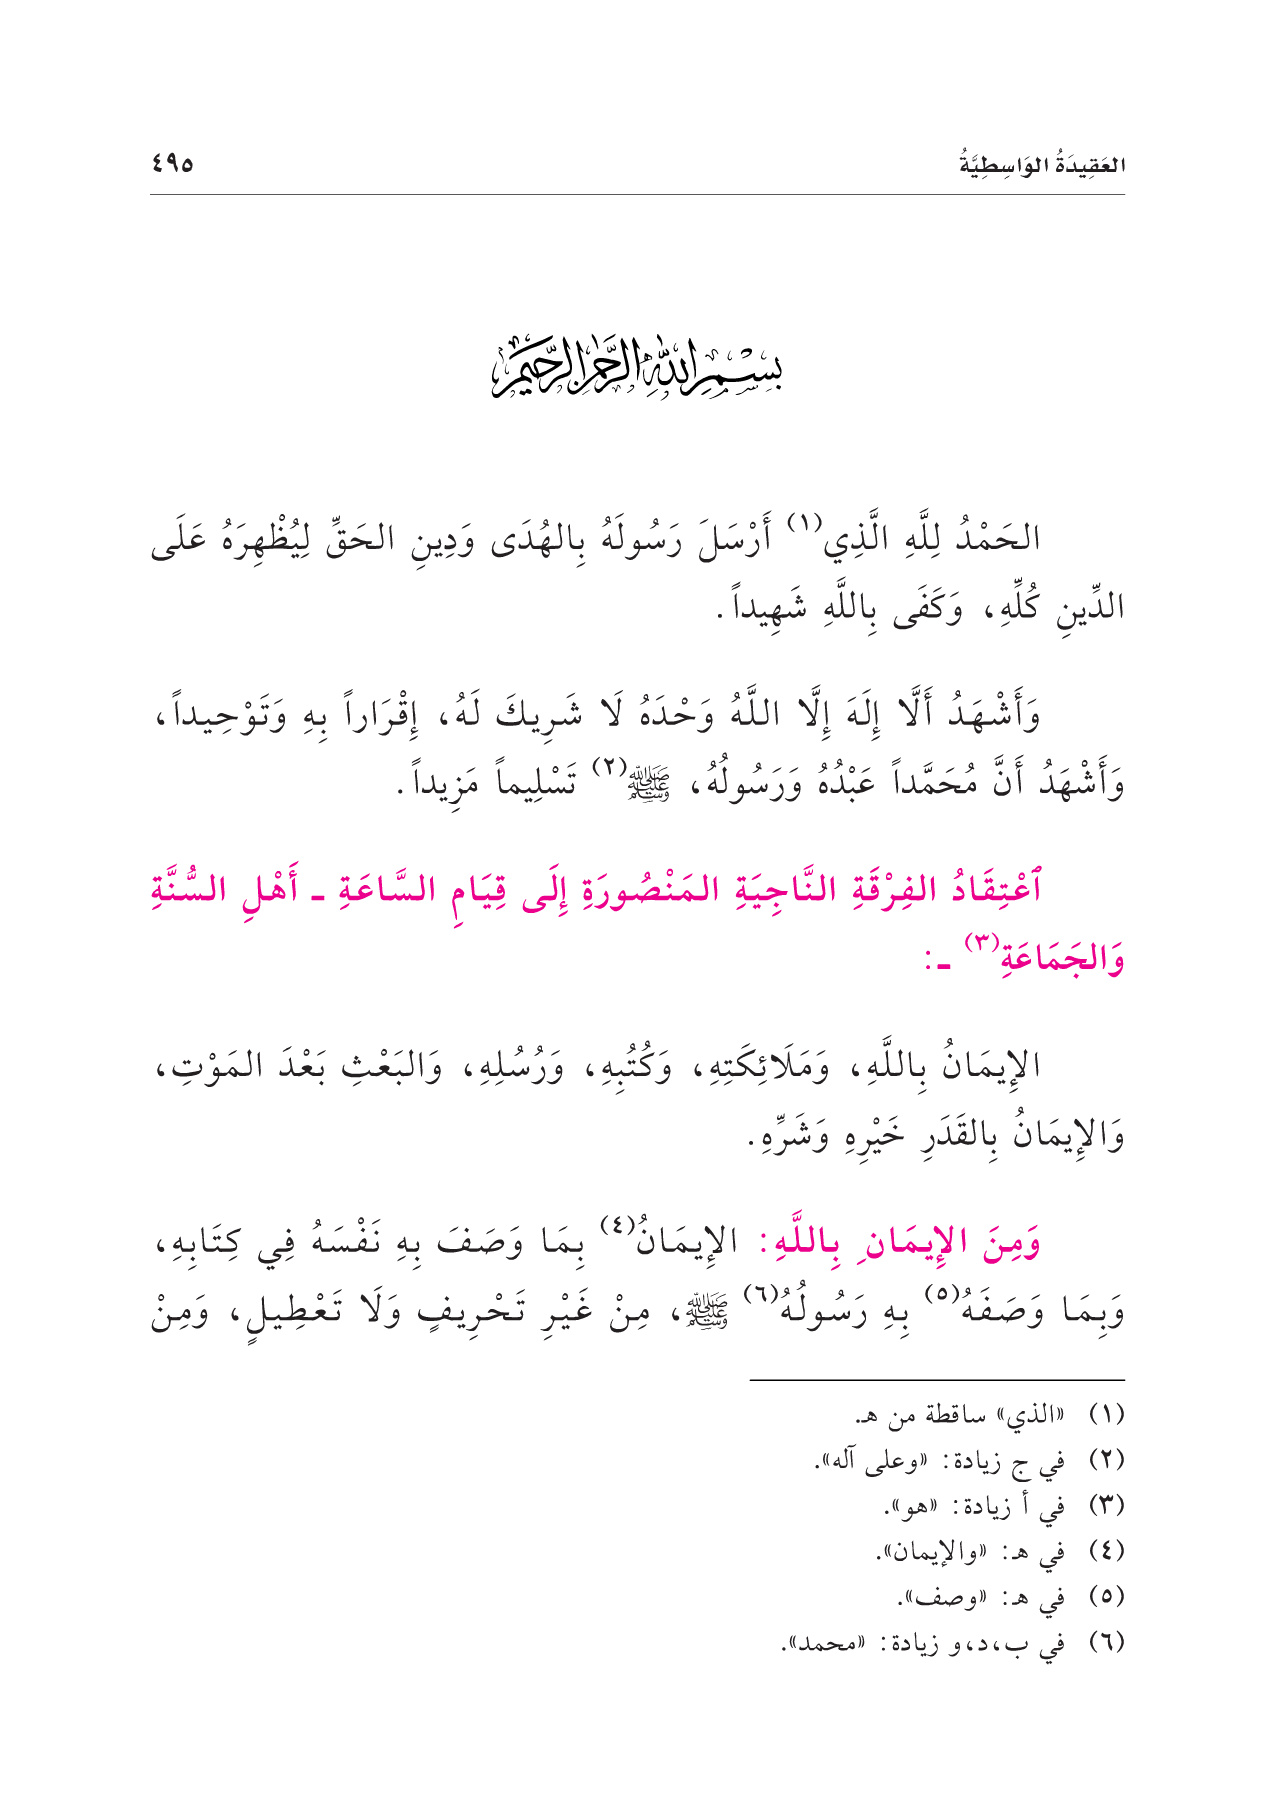 العَقِيدَةُ الوَاسِطِيَّةُ ٤٩٥
بِسْمِ اللَّهِ الرَّحْمَنِ الرَّحِيمِ
الحَمْدُ لِلَّهِ الَّذِي(١) أَرْسَلَ رَسُولَهُ بِالهُدَى وَدِينِ الحَقِّ لِيُظْهِرَهُ عَلَى
الدِّينِ كُلِّهِ، وَكَفَى بِاللَّهِ شَهِيداً.
وَأَشْهَدُ أَلَّا إِلَهَ إِلَّا اللَّهُ وَحْدَهُ لَا شَرِيكَ لَهُ، إِقْرَاراً بِهِ وَتَوْحِيداً،
وَأَشْهَدُ أَنَّ مُحَمَّداً عَبْدُهُ وَرَسُولُهُ، ﷺ(٢) تَسْلِيماً مَزِيداً.
ٱعْتِقَادُ الفِرْقَةِ النَّاجِيَةِ المَنْصُورَةِ إِلَى قِيَامِ السَّاعَةِ ـ أَهْلِ السُّنَّةِ
وَالجَمَاعَةِ(٣) ـ:
الإِيمَانُ بِاللَّهِ، وَمَلَائِكَتِهِ، وَكُتُبِهِ، وَرُسُلِهِ، وَالبَعْثِ بَعْدَ المَوْتِ،
وَالإِيمَانُ بِالقَدَرِ خَيْرِهِ وَشَرِّهِ.
وَمِنَ الإِيمَانِ بِاللَّهِ: الإِيمَانُ(٤) بِمَا وَصَفَ بِهِ نَفْسَهُ فِي كِتَابِهِ،
وَبِمَا وَصَفَهُ(٥) بِهِ رَسُولُهُ(٦) ﷺ، مِنْ غَيْرِ تَحْرِيفٍ وَلَا تَعْطِيلٍ، وَمِنْ
(١) «الذي» ساقطة من هـ.
(٢) في ج زيادة: «وعلى آله».
(٣) في أ زيادة: «هو».
(٤) في هـ: «والإيمان».
(٥) في هـ: «وصف».
(٦) في ب،د،و زيادة: «محمد».